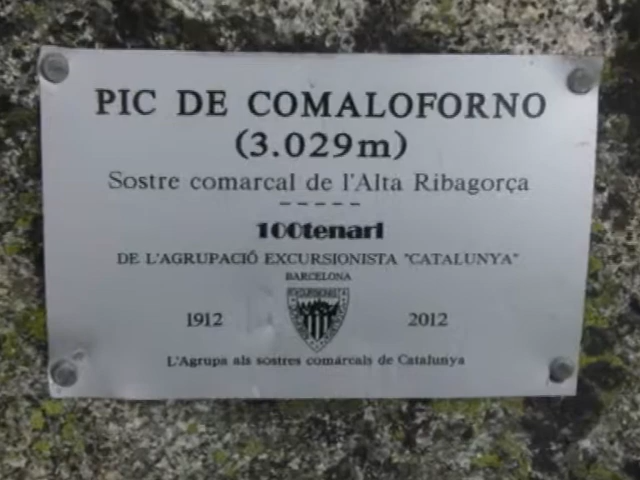 PIC DE COMALOFORNO
(3.029m)
Sostre comarcal de l'Alta Ribagorça
-----
100tenari
DE L'AGRUPACIÓ EXCURSIONISTA "CATALUNYA"
BARCELONA
1912 2012
L'Agrupa als sostres comarcals de Catalunya